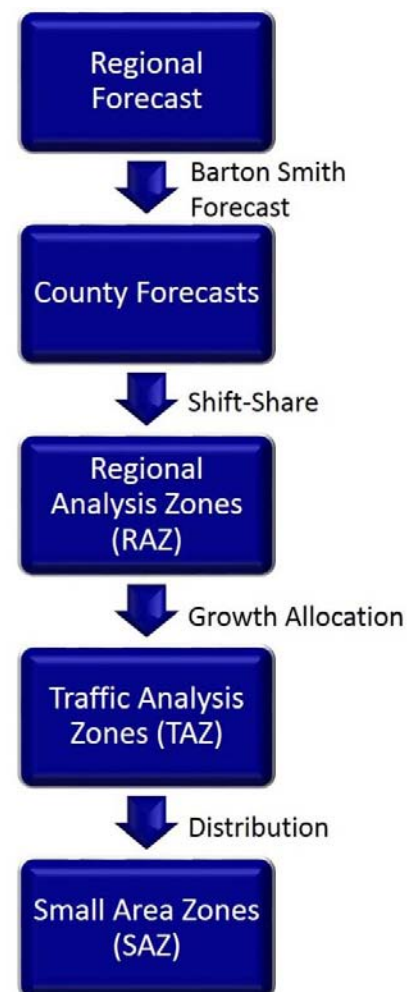 Regional
Forecast
Barton Smith
Forecast
County Forecasts
Shift-Share
Regional
Analysis Zones
(RAZ)
Growth Allocation
Traffic Analysis
Zones (TAZ)
Distribution
Small Area Zones
(SAZ)